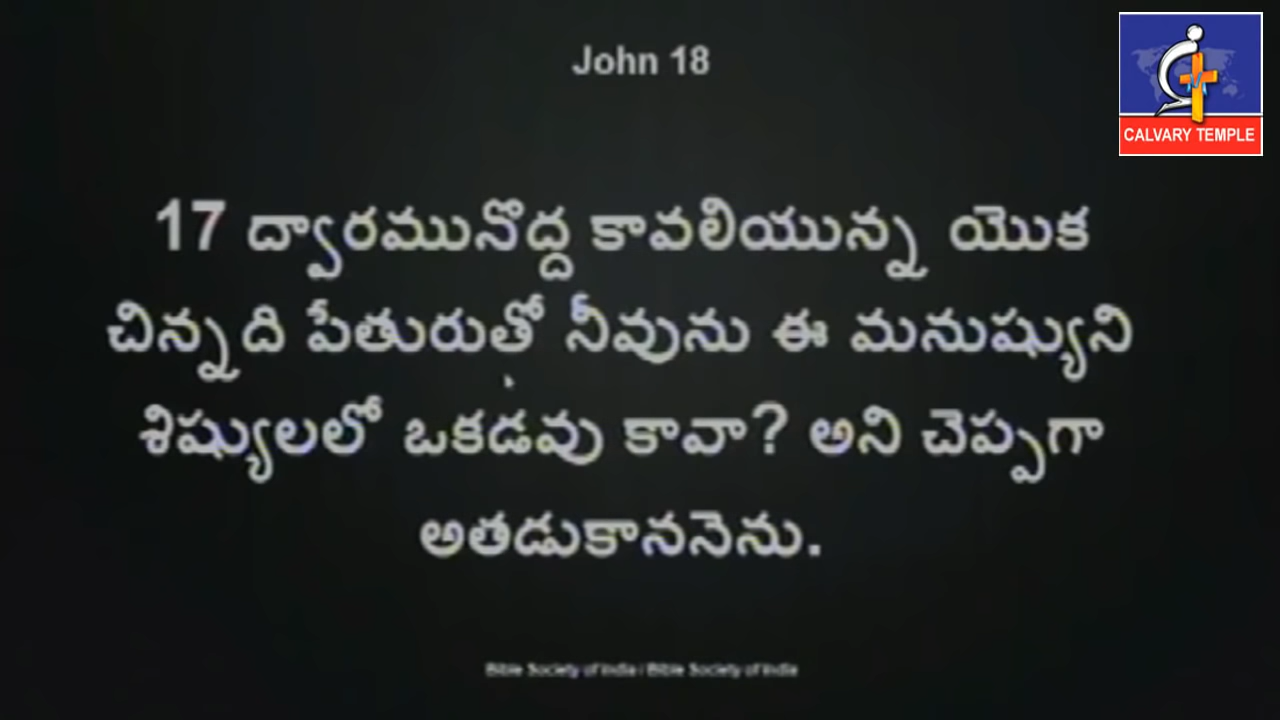 John 18
CALVARY TEMPLE
17 ద్వారమునొద్ద కావలియున్న యొక
చిన్నది పేతురుతో నీవును ఈ మనుష్యుని
శిష్యులలో ఒకడవు కావా? అని చెప్పగా
అతడుకాననెను.
Bible Society of India / Bible Society of India